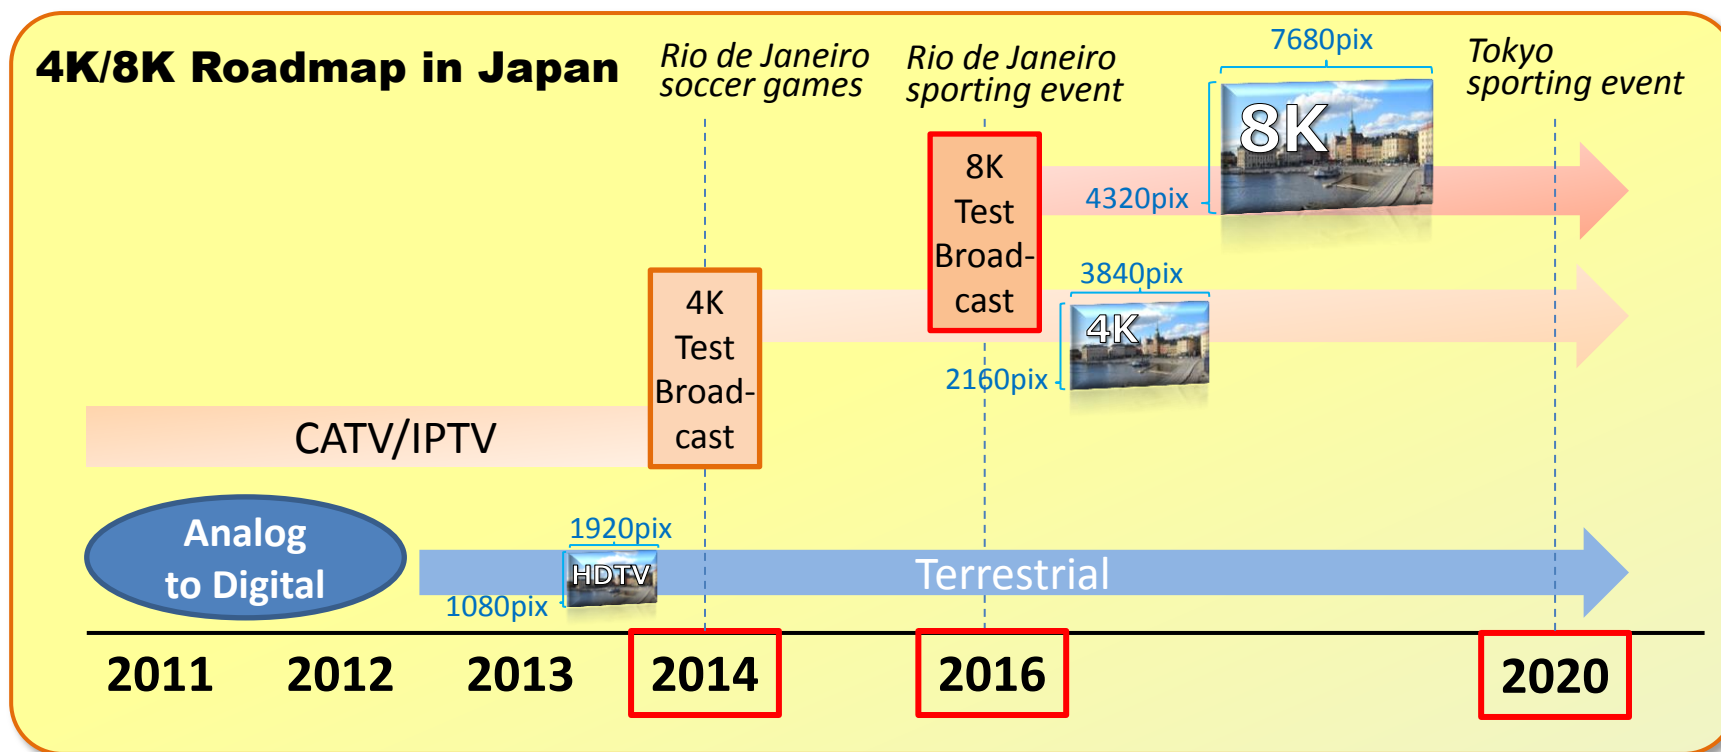 4K/8K Roadmap in Japan
Rio de Janeiro
soccer games
Rio de Janeiro
sporting event
7680pix
Tokyo
sporting event
8K
4320pix
8K
Test
Broad-
cast
3840pix
4K
2160pix
4K
Test
Broad-
cast
CATV/IPTV
Analog
to Digital
1920pix
HDTV
1080pix
Terrestrial
2011
2012
2013
2014
2016
2020